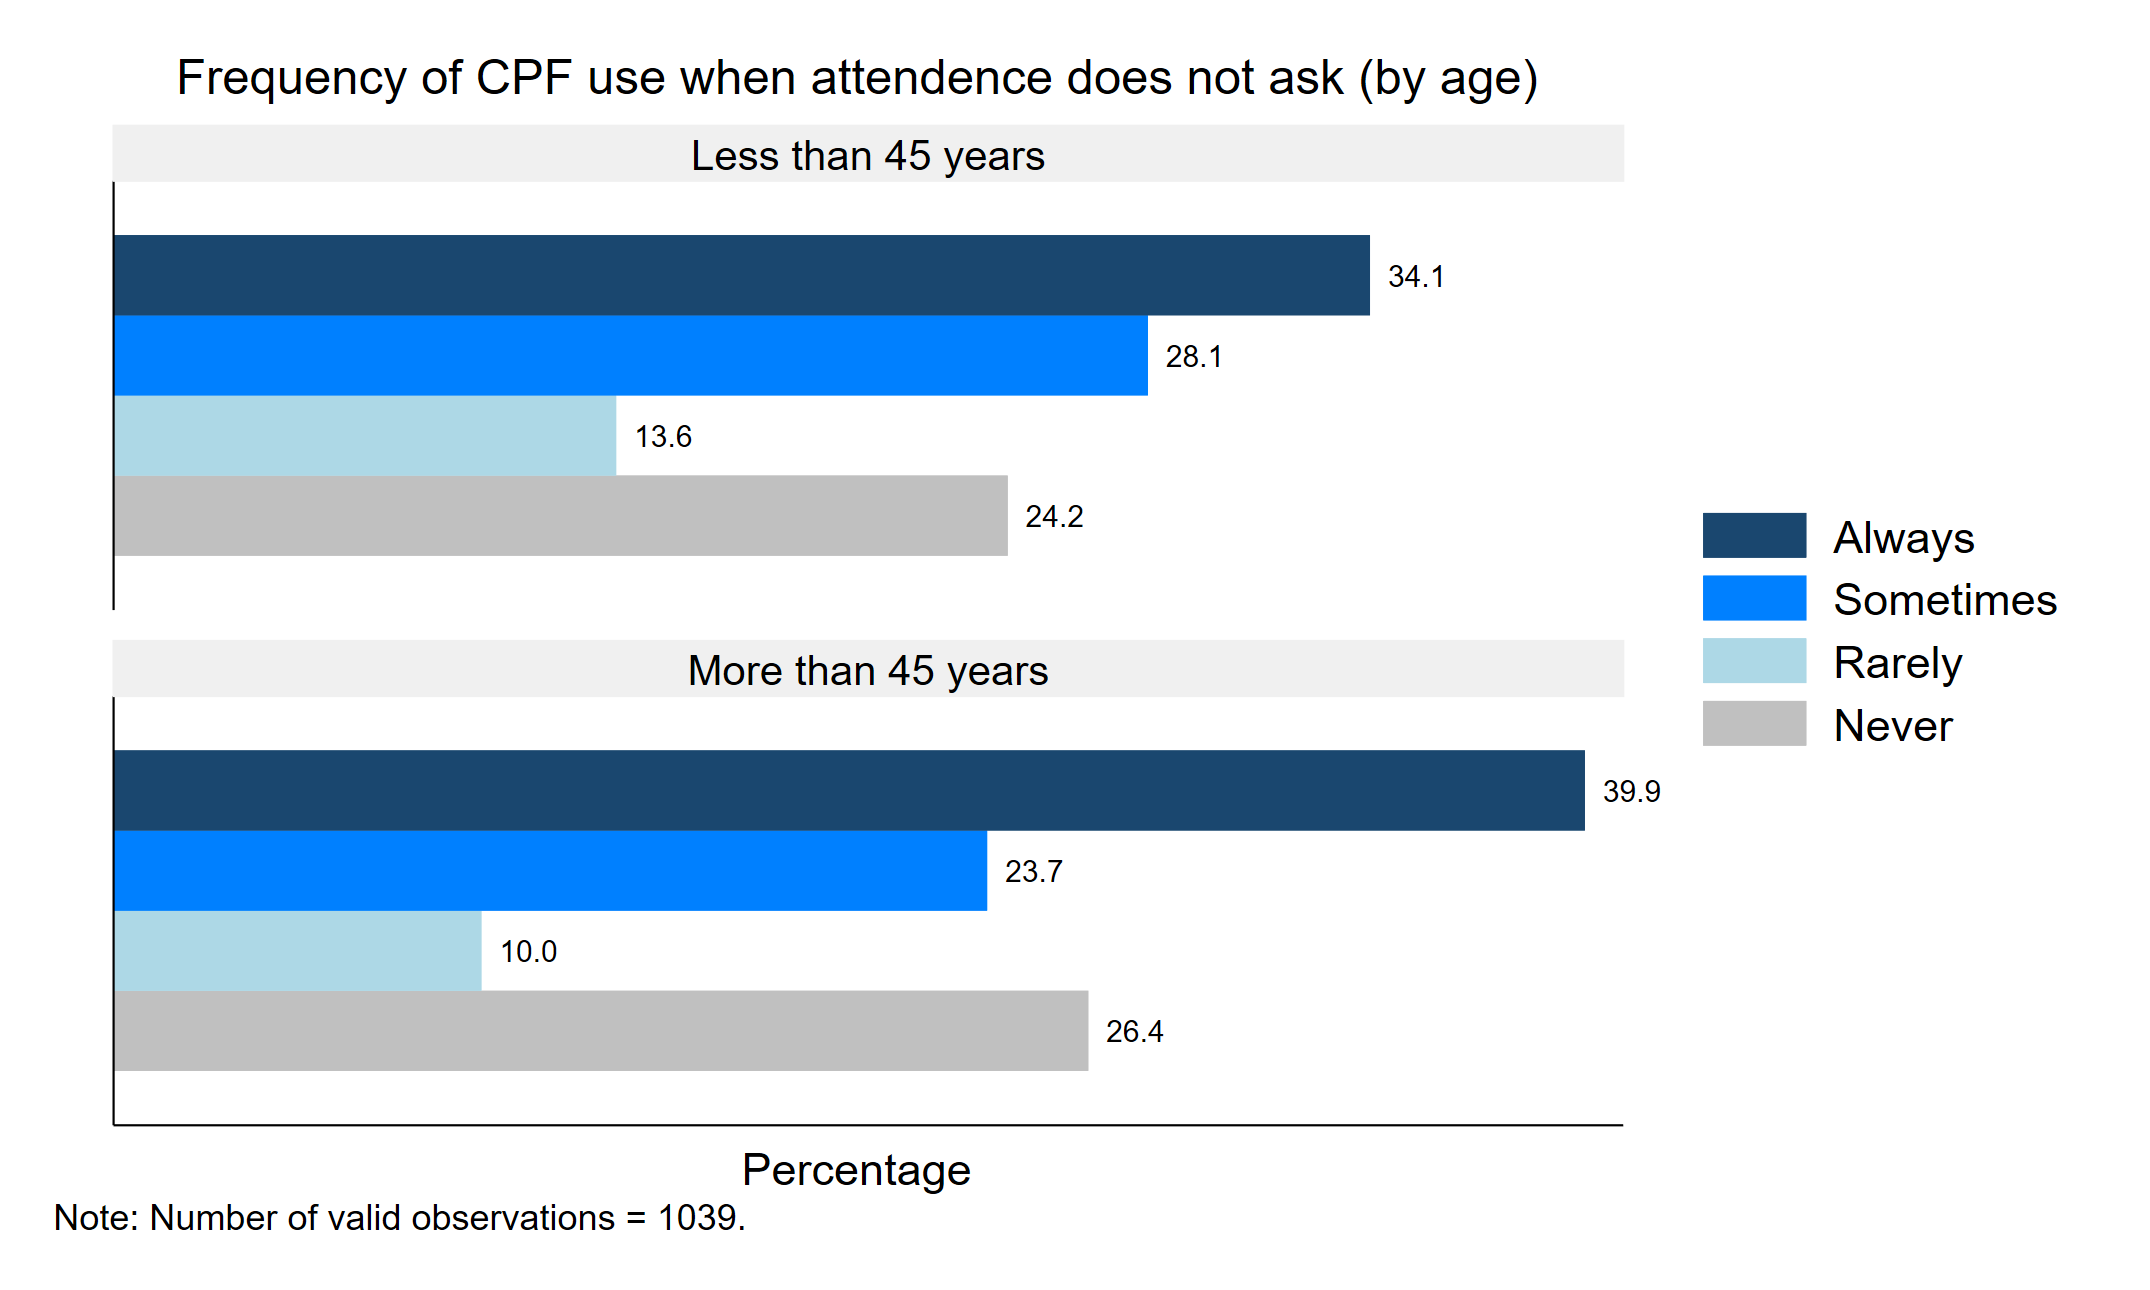 Frequency of CPF use when attendence does not ask (by age)
Less than 45 years
34.1
28.1
13.6
24.2
More than 45 years
39.9
23.7
10.0
26.4
Percentage
Note: Number of valid observations = 1039.
Always
Sometimes
Rarely
Never